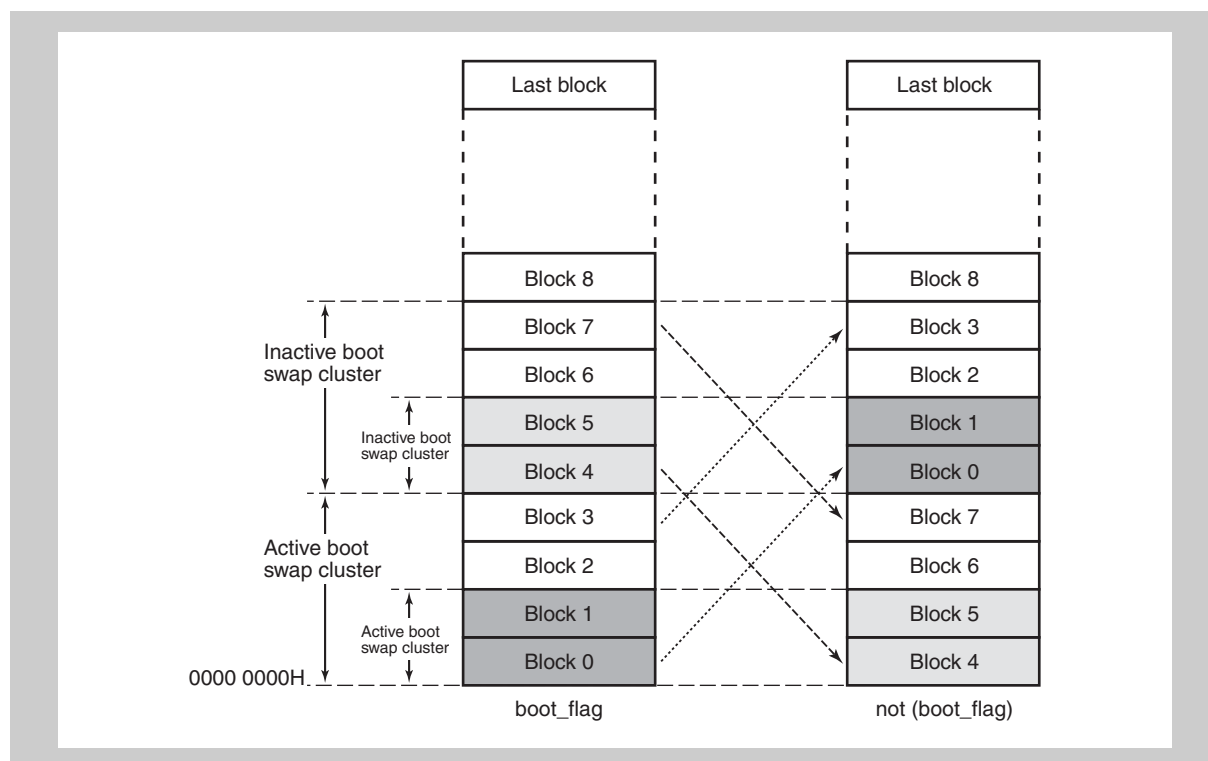 Last block
Last block
Block 8
Block 8
Block 7
Block 3
Inactive boot
swap cluster
Block 6
Block 2
Block 5
Block 1
Inactive boot
swap cluster
Block 4
Block 0
Block 3
Block 7
Active boot
swap cluster
Block 2
Block 6
Block 1
Block 5
Active boot
swap cluster
Block 0
Block 4
0000 0000H
boot_flag
not (boot_flag)